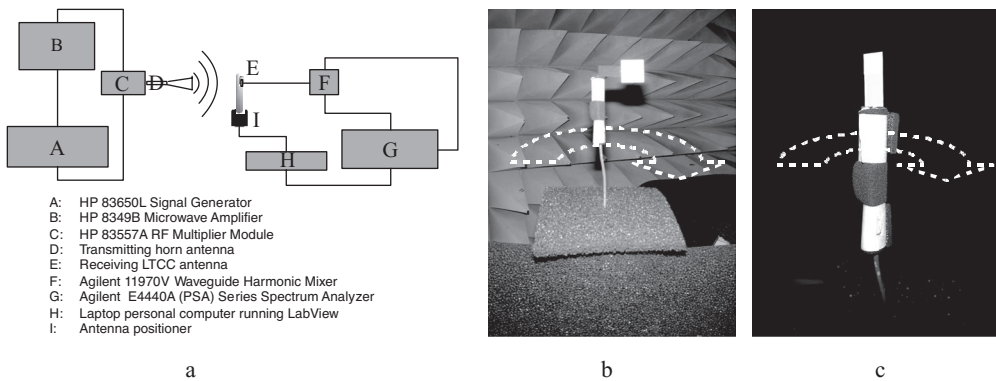 B
E
C
D
F
I
A
H
G
A: HP 83650L Signal Generator
B: HP 8349B Microwave Amplifier
C: HP 83557A RF Multiplier Module
D: Transmitting horn antenna
E: Receiving LTCC antenna
F: Agilent 11970V Waveguide Harmonic Mixer
G: Agilent E4440A (PSA) Series Spectrum Analyzer
H: Laptop personal computer running LabView
I: Antenna positioner
a
b
c